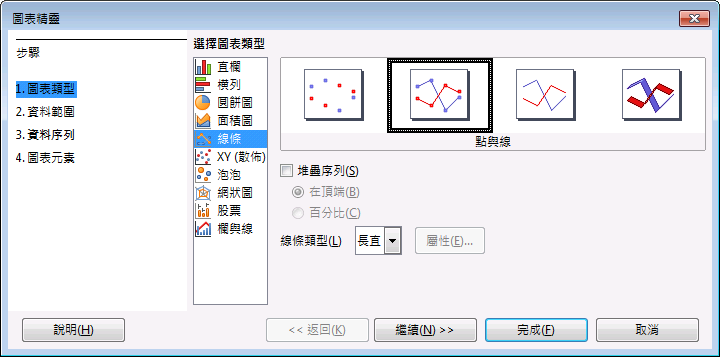 圖表精靈
步驟
1. 圖表類型
2. 資料範圍
3. 資料序列
4. 圖表元素
選擇圖表類型
直欄
橫列
圓餅圖
面積圖
線條
XY (散佈)
泡泡
網狀圖
股票
欄與線
點與線
堆疊序列(S)
在頂端(B)
百分比(C)
線條類型(L) 長直 屬性(E)...
說明(H) << 返回(K) 繼續(N) >> 完成(F) 取消